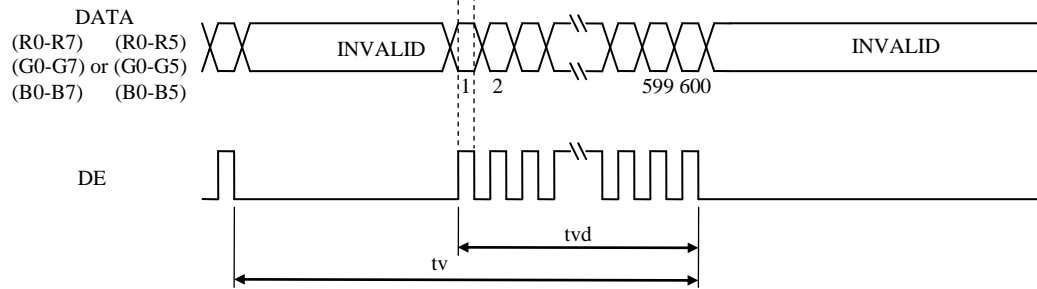 DATA
(R0-R7) (R0-R5)
(G0-G7) or (G0-G5)
(B0-B7) (B0-B5)
INVALID
INVALID
1 2 599 600
DE
tvd
tv